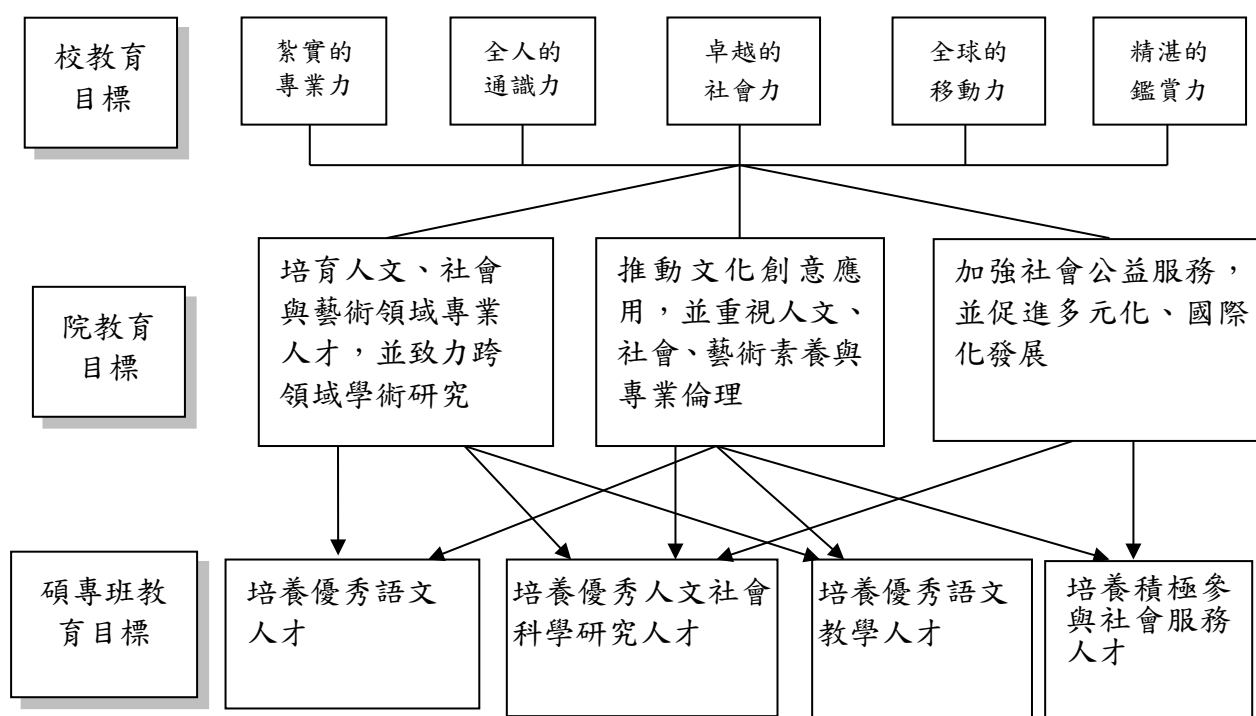 校教育
目標
紮實的
專業力
全人的
通識力
卓越的
社會力
全球的
移動力
精湛的
鑑賞力
院教育
目標
培育人文、社會
與藝術領域專業
人才，並致力跨
領域學術研究
推動文化創意應
用，並重視人文、
社會、藝術素養與
專業倫理
加強社會公益服務，
並促進多元化、國際
化發展
碩專班教
育目標
培養優秀語文
人才
培養優秀人文社會
科學研究人才
培養優秀語文
教學人才
培養積極參
與社會服務
人才